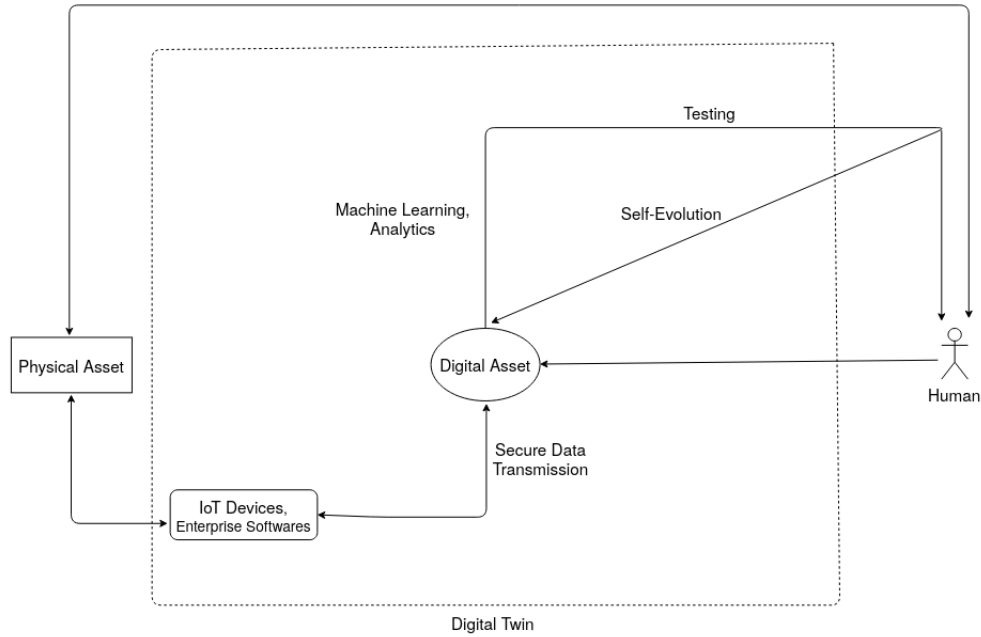 Testing
Machine Learning,
Analytics
Self-Evolution
Physical Asset
Digital Asset
Human
Secure Data
Transmission
IoT Devices,
Enterprise Softwares
Digital Twin